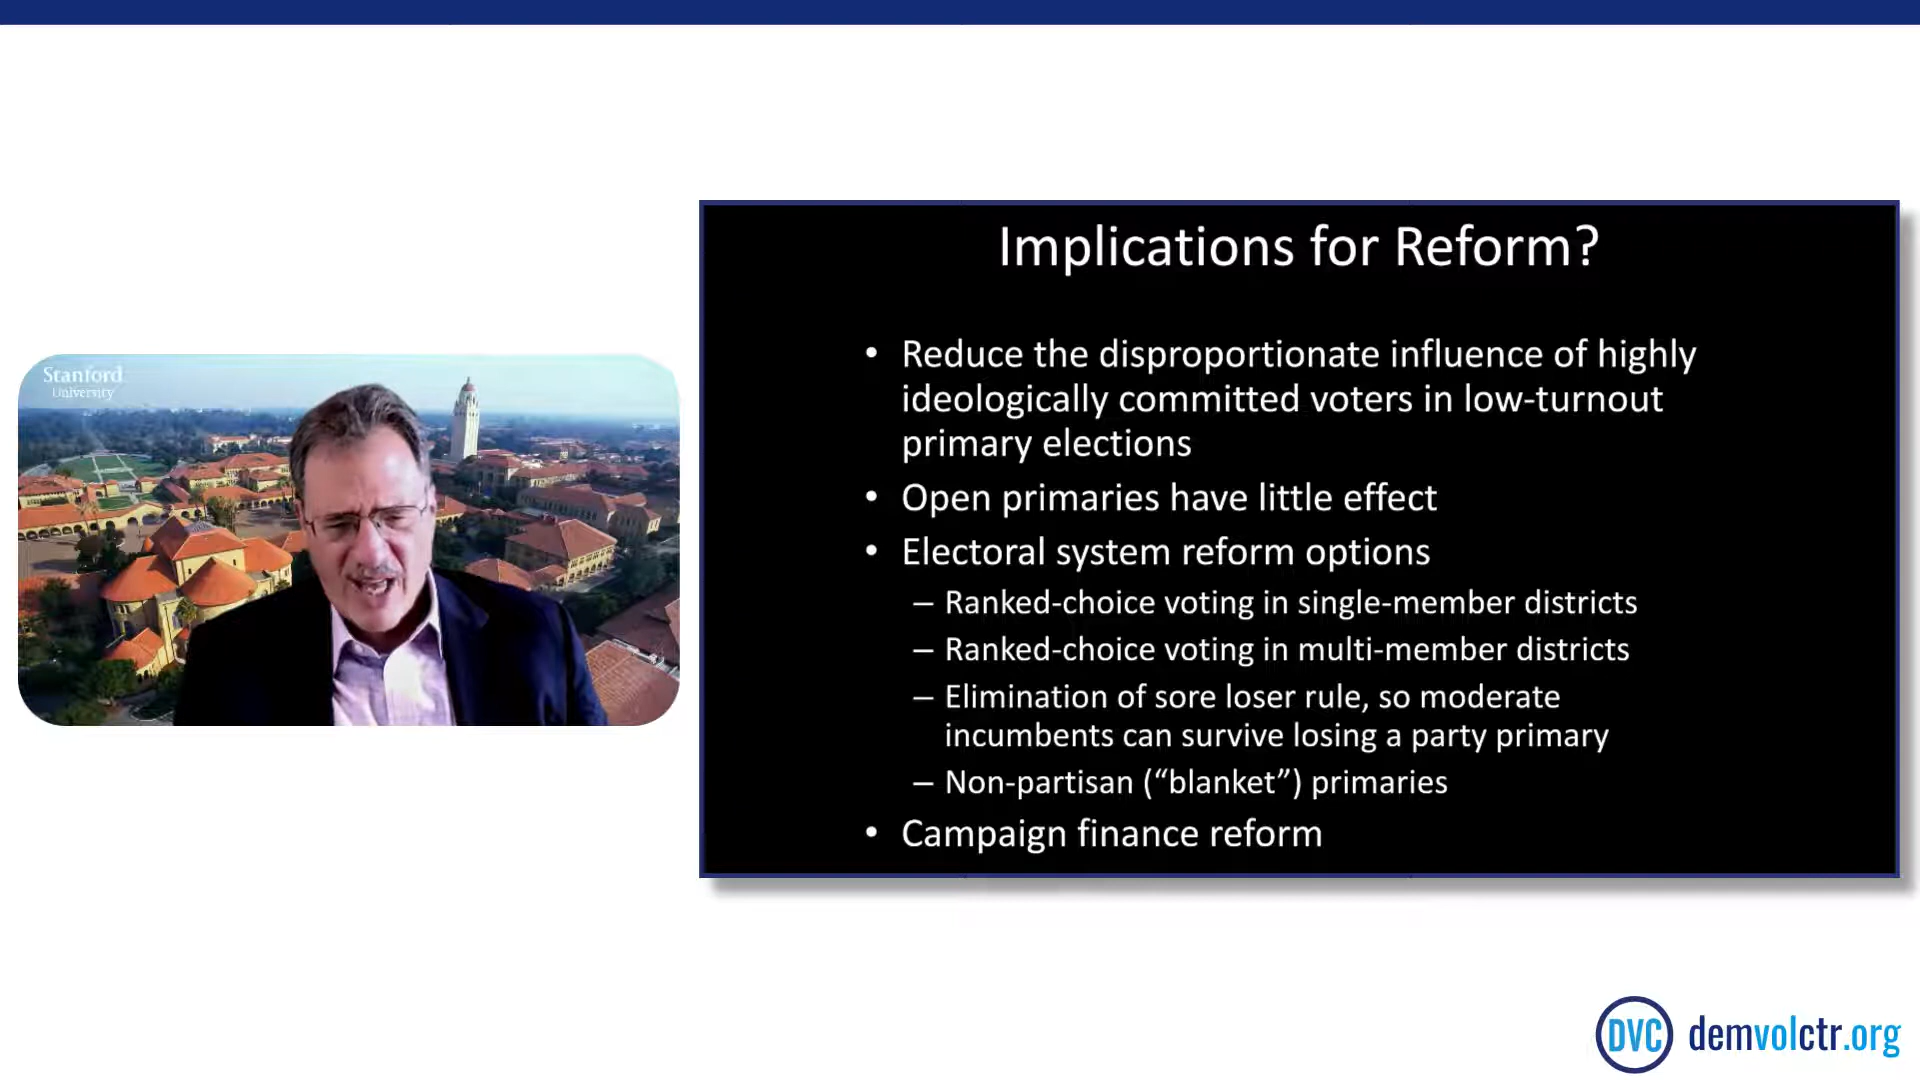 Stanford
University
Implications for Reform?
• Reduce the disproportionate influence of highly
ideologically committed voters in low-turnout
primary elections
• Open primaries have little effect
• Electoral system reform options
– Ranked-choice voting in single-member districts
– Ranked-choice voting in multi-member districts
– Elimination of sore loser rule, so moderate
incumbents can survive losing a party primary
– Non-partisan (“blanket”) primaries
• Campaign finance reform
DVC demvolctr.org